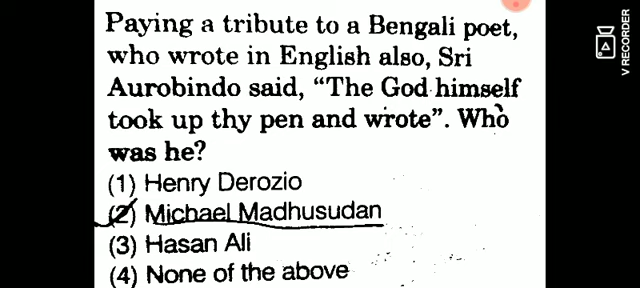 Paying a tribute to a Bengali poet,
who wrote in English also, Sri
Aurobindo said, “The God himself
took up thy pen and wrote”. Who
was he?
(1) Henry Derozio
(2) Michael Madhusudan
(3) Hasan Ali
(4) None of the above
V RECORDER